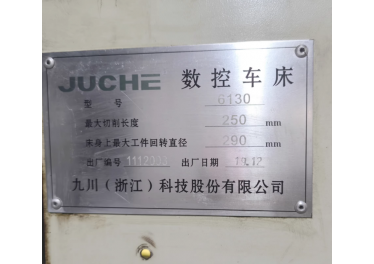 JUCHE 数控车床
型号 6130
最大切削长度 250 mm
床身上最大工件回转直径 290 mm
出厂编号 出厂日期
九川（浙江）科技股份有限公司